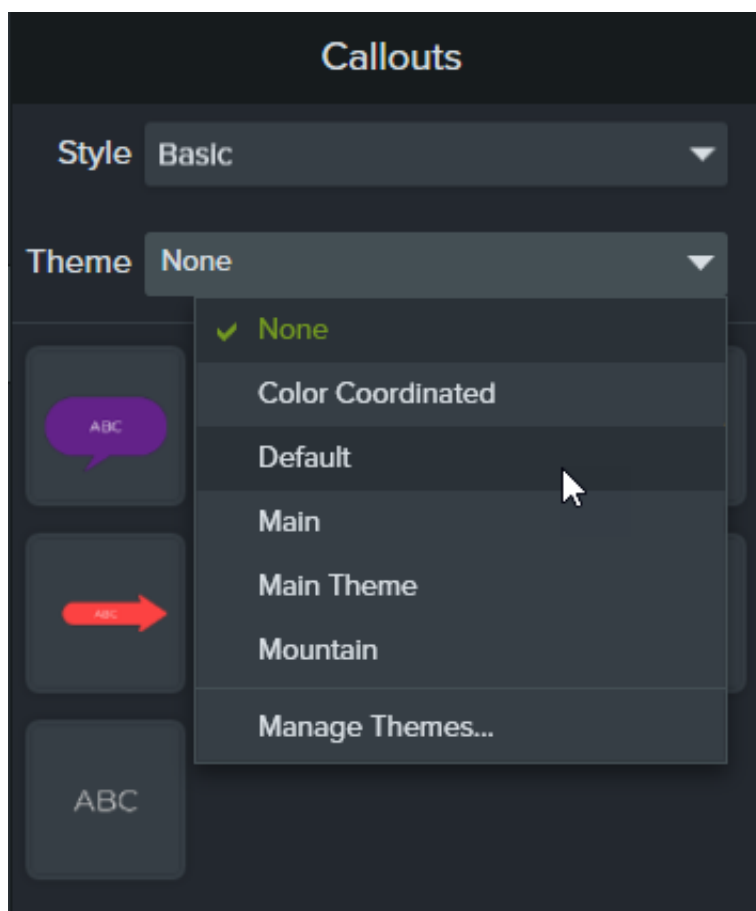 Callouts
Style Basic
Theme None
None
Color Coordinated
Default
Main
Main Theme
Mountain
Manage Themes...
ABC
ABC
ABC